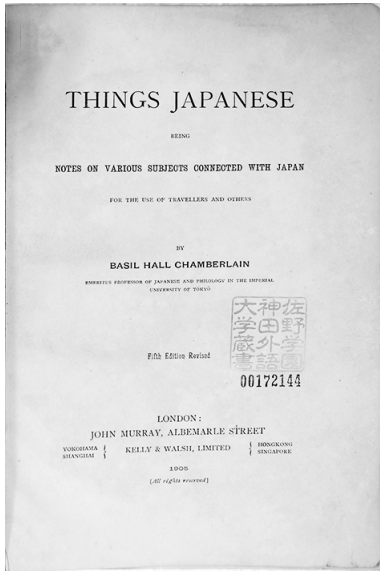 THINGS JAPANESE
BEING
NOTES ON VARIOUS SUBJECTS CONNECTED WITH JAPAN
FOR THE USE OF TRAVELLERS AND OTHERS
BY
BASIL HALL CHAMBERLAIN
EMERITUS PROFESSOR OF JAPANESE AND PHILOLOGY IN THE IMPERIAL
UNIVERSITY OF TOKYO
佐野学園
神田外語
大学蔵書
Fifth Edition Revised
00172144
LONDON:
JOHN MURRAY, ALBEMARLE STREET
YOKOHAMA
SHANGHAI
KELLY & WALSH, LIMITED
HONGKONG
SINGAPORE
1905
[All rights reserved]